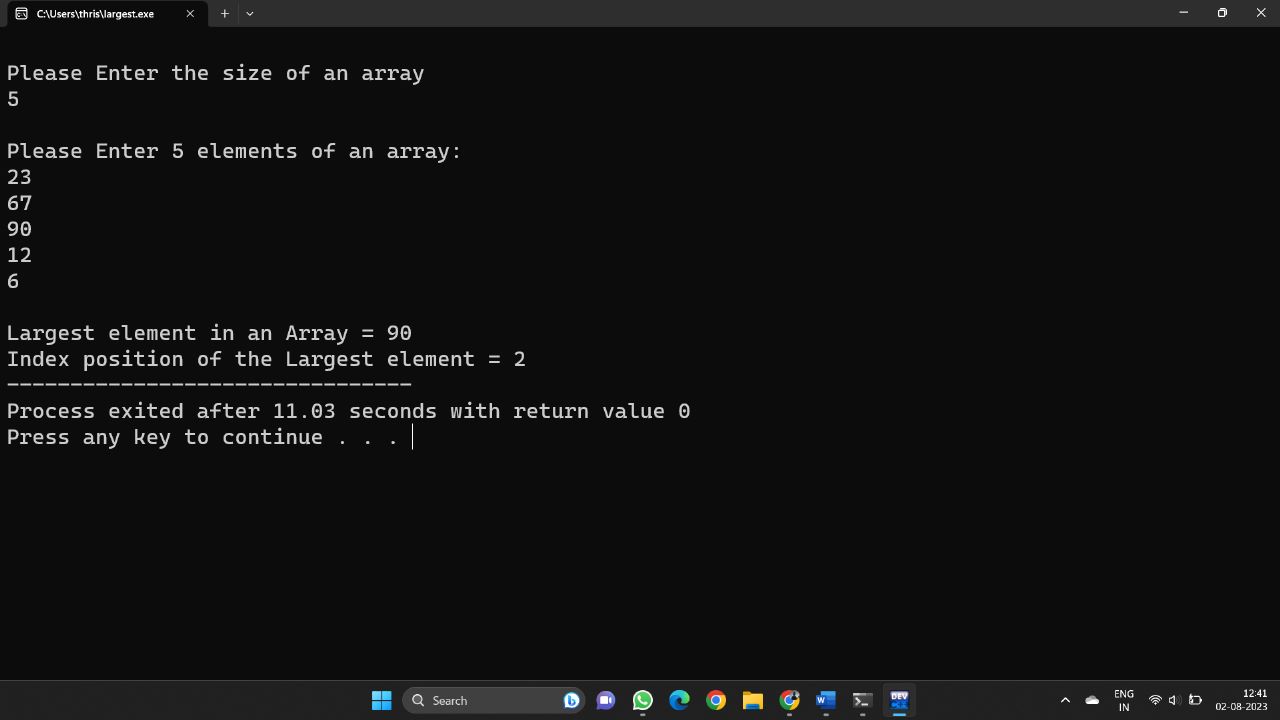 C:\Users\thris\largest.exe
Please Enter the size of an array
5
Please Enter 5 elements of an array:
23
67
90
12
6
Largest element in an Array = 90
Index position of the Largest element = 2
--------------------------------
Process exited after 11.03 seconds with return value 0
Press any key to continue . . .
Search
W
DEV
C++
ENG
IN
12:41
02-08-2023